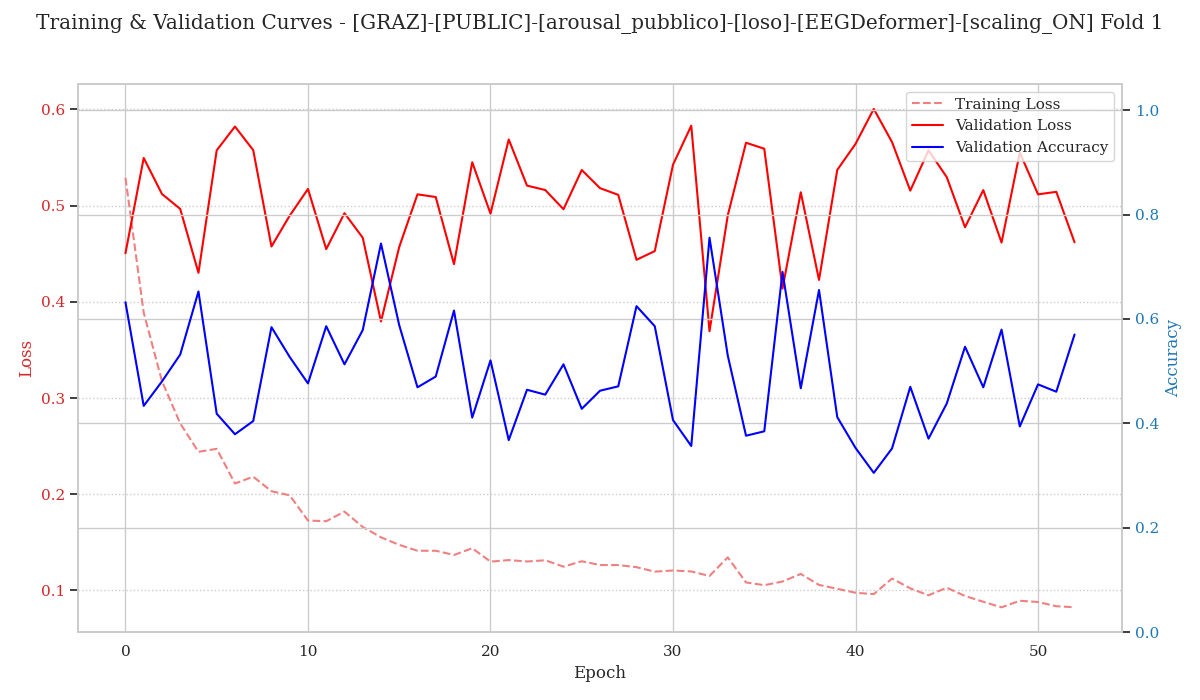 Training & Validation Curves - [GRAZ]-[PUBLIC]-[arousal_pubblico]-[loso]-[EEGDeformer]-[scaling_ON] Fold 1
Training Loss
Validation Loss
Validation Accuracy
0.6
0.5
0.4
0.3
0.2
0.1
Loss
1.0
0.8
0.6
0.4
0.2
0.0
Accuracy
0
10
20
30
40
50
Epoch